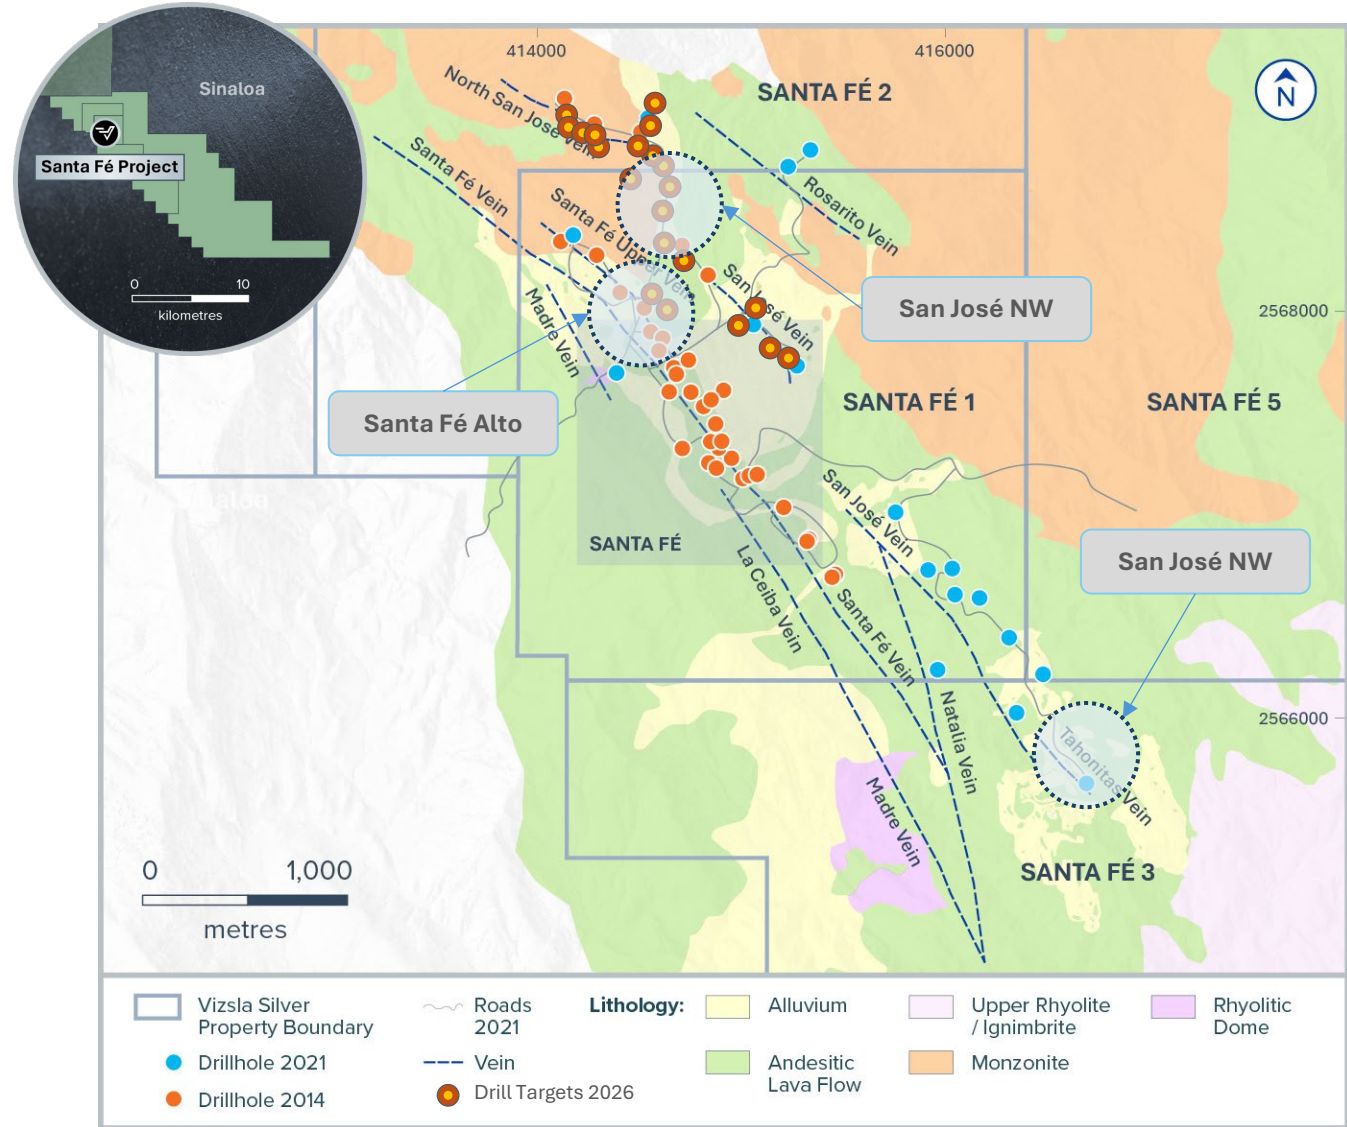 Sinaloa
Santa Fé Project
0 10
kilometres
414000
416000
SANTA FÉ 2
North San José Vein
Santa Fé Vein
Santa Fé Upper Vein
Rosarito Vein
N
San José NW
2568000
San José Vein
Madre Vein
Santa Fé Alto
SANTA FÉ 1
SANTA FÉ 5
Sinaloa
San José Vein
SANTA FÉ
San José NW
La Ceiba Vein
Santa Fé Vein
Natalia Vein
2566000
Tahonitas Vein
Madre Vein
SANTA FÉ 3
0 1,000
metres
Vizsla Silver
Property Boundary
Drillhole 2021
Drillhole 2014
Roads
2021
Vein
Drill Targets 2026
Lithology:
Alluvium
Andesitic
Lava Flow
Upper Rhyolite
/ Ignimbrite
Monzonite
Rhyolitic
Dome